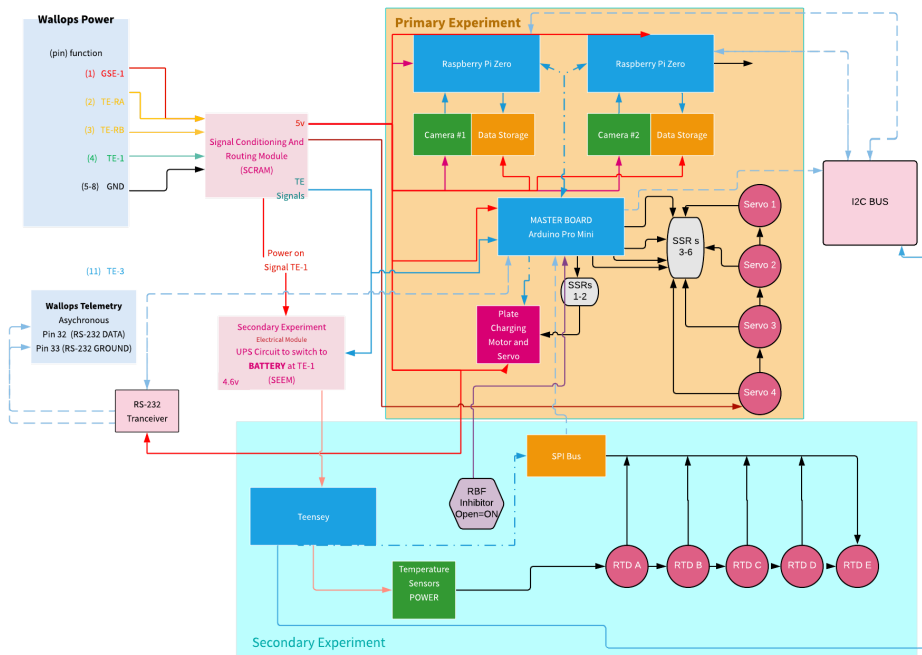 Wallops Power
(pin) function
(1) GSE-1
(2) TE-RA
(3) TE-RB
(4) TE-1
(5-8) GND
(11) TE-3
Wallops Telemetry
Asychronous
Pin 32 (RS-232 DATA)
Pin 33 (RS-232 GROUND)
RS-232
Tranceiver
5v
Signal Conditioning And
Routing Module
(SCRAM)
TE
Signals
Power on
Signal TE-1
Secondary Experiment
Electrical Module
UPS Circuit to switch to
BATTERY at TE-1
(SEEM)
4.6v
Primary Experiment
Raspberry Pi Zero
Raspberry Pi Zero
Camera #1
Data Storage
Camera #2
Data Storage
MASTER BOARD
Arduino Pro Mini
SSR s
3-6
SSRs
1-2
Plate
Charging
Motor and
Servo
Servo 1
Servo 2
Servo 3
Servo 4
I2C BUS
SPI Bus
RBF
Inhibitor
Open=ON
Teensey
Temperature
Sensors
POWER
RTD A
RTD B
RTD C
RTD D
RTD E
Secondary Experiment